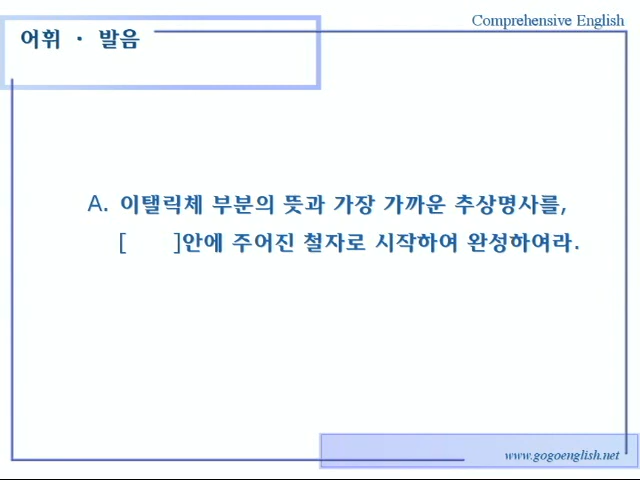 Comprehensive English
어휘 · 발음
A. 이탤릭체 부분의 뜻과 가장 가까운 추상명사를,
[ ]안에 주어진 철자로 시작하여 완성하여라.
www.gogoenglish.net